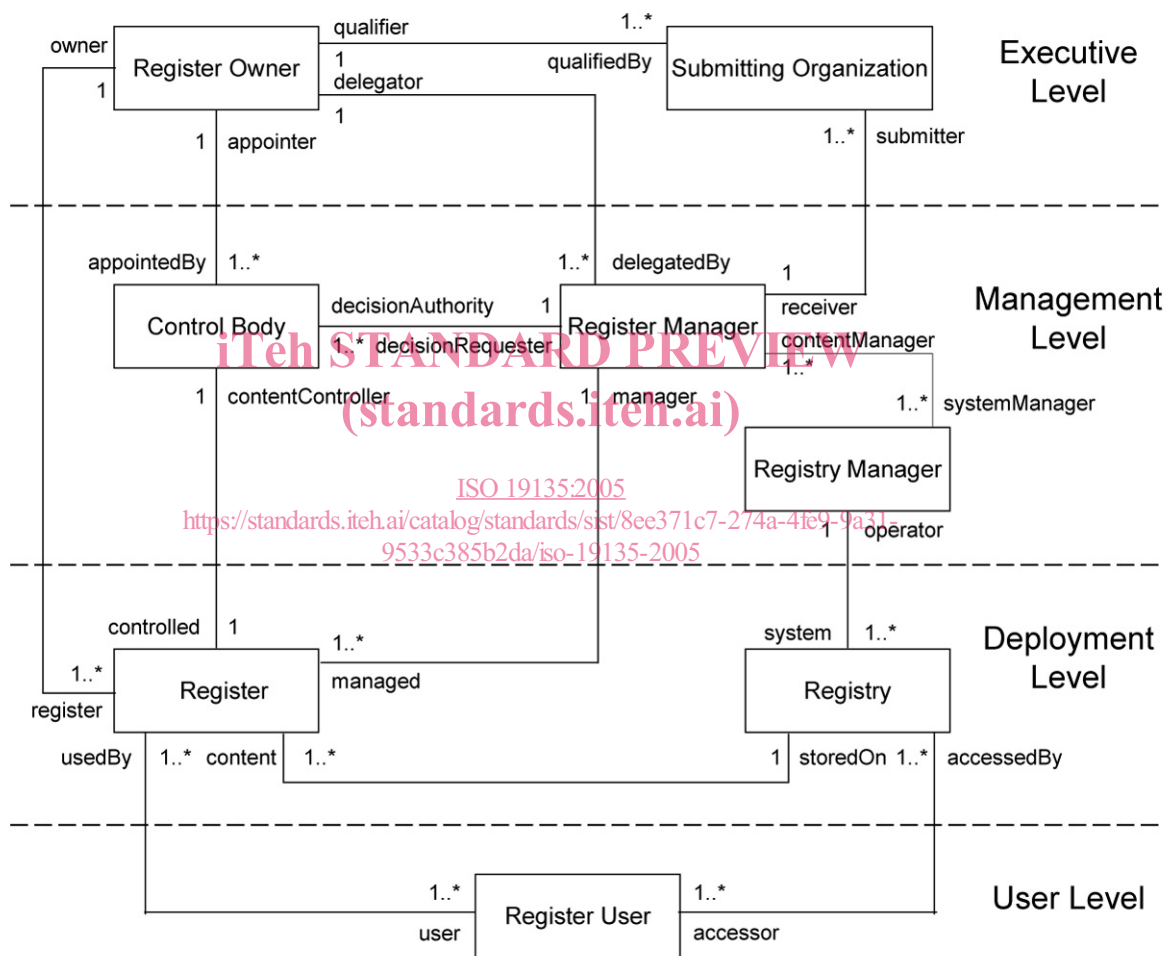 qualifier
1..*
owner
Register Owner
1
qualifiedBy
Submitting Organization
Executive
Level
1
delegator
1
1
appointer
1..*
submitter
appointedBy
1..*
1..*
delegatedBy
1
receiver
Management
Level
Control Body
decisionAuthority
1
Register Manager
1..*
decisionRequester
contentManager
1..*
iTeh STANDARD PREVIEW
(standards.iteh.ai)
1
contentController
1
manager
1..*
systemManager
Registry Manager
ISO 19135:2005
https://standards.iteh.ai/catalog/standards/sist/8ee371c7-274a-4fe9-9a31-
9533c385b2da/iso-19135-2005
1
operator
controlled
1
1..*
managed
system
1..*
Deployment
Level
1..*
register
Register
Registry
usedBy
1..*
content
1..*
1
storedOn
1..*
accessedBy
1..*
user
Register User
1..*
accessor
User Level